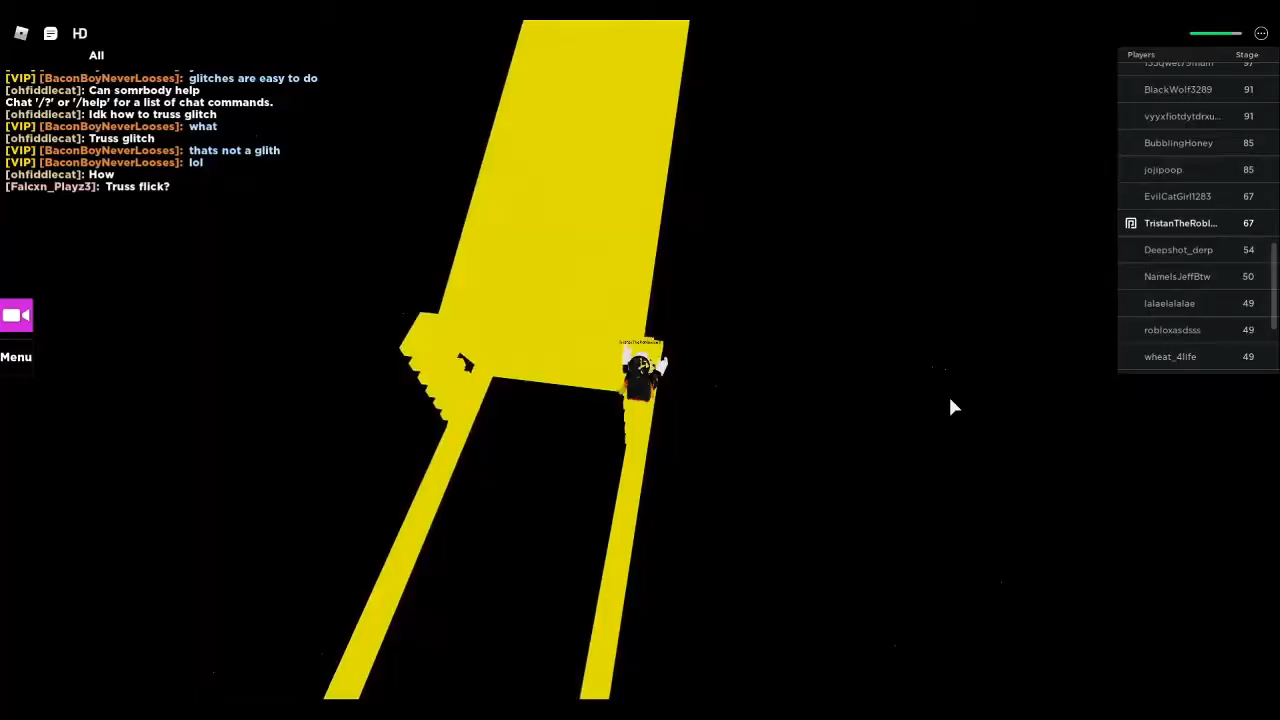 HD
All
[VIP] [BaconBoyNeverLooses]: glitches are easy to do
[ohfiddlecat]: Can somrbody help
Chat '/?' or '/help' for a list of chat commands.
[ohfiddlecat]: Idk how to truss glitch
[VIP] [BaconBoyNeverLooses]: what
[ohfiddlecat]: Truss glitch
[VIP] [BaconBoyNeverLooses]: thats not a glith
[VIP] [BaconBoyNeverLooses]: lol
[ohfiddlecat]: How
[Falcxn_Playz3]: Truss flick?
Menu
Players Stage
BlackWolf3289 91
vyyxfiotdytdrxu... 91
BubblingHoney 85
jojipoop 85
EvilCatGirl1283 67
TristanTheRobl... 67
Deepshot_derp 54
NameIsJeffBtw 50
lalaelalalae 49
robloxasdsss 49
wheat_4life 49